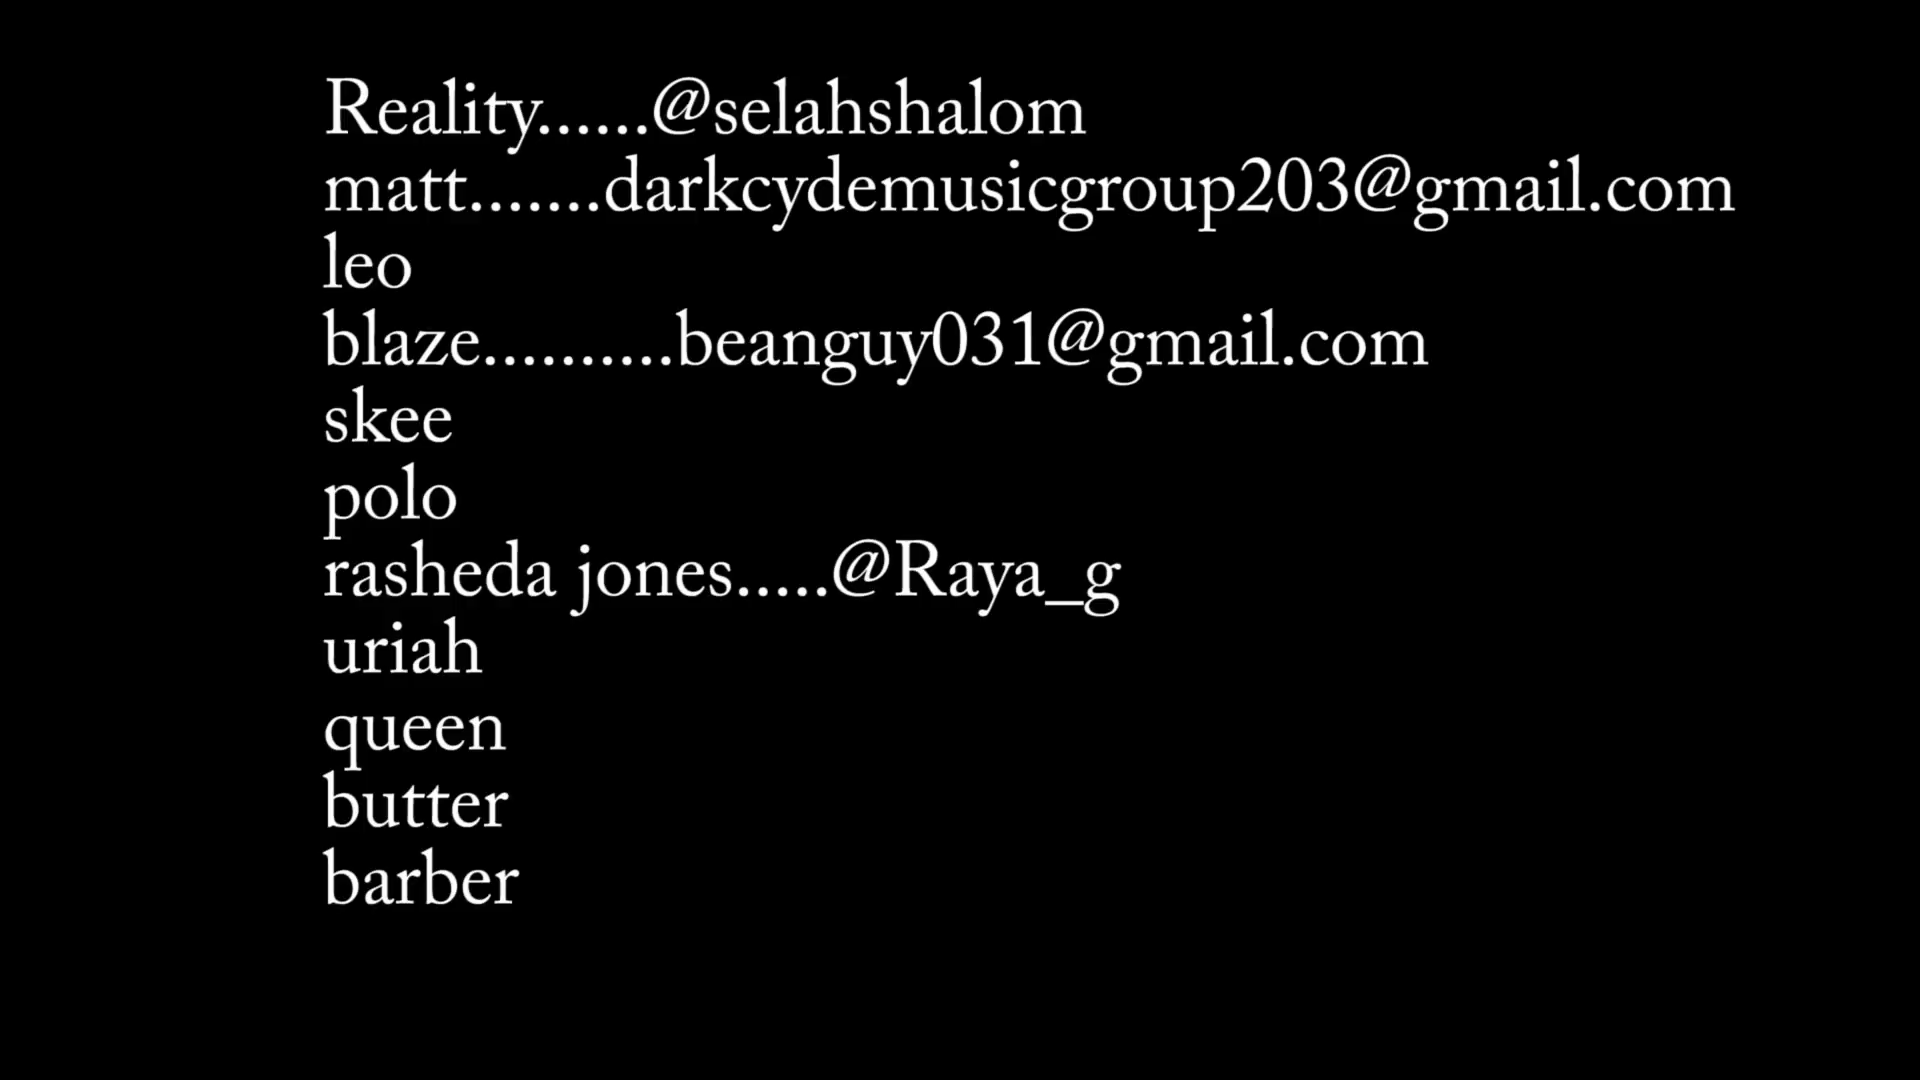 Reality......@selahshalom
matt.......darkcydemusicgroup203@gmail.com
leo
blaze..........beanguy031@gmail.com
skee
polo
rasheda jones.....@Raya_g
uriah
queen
butter
barber